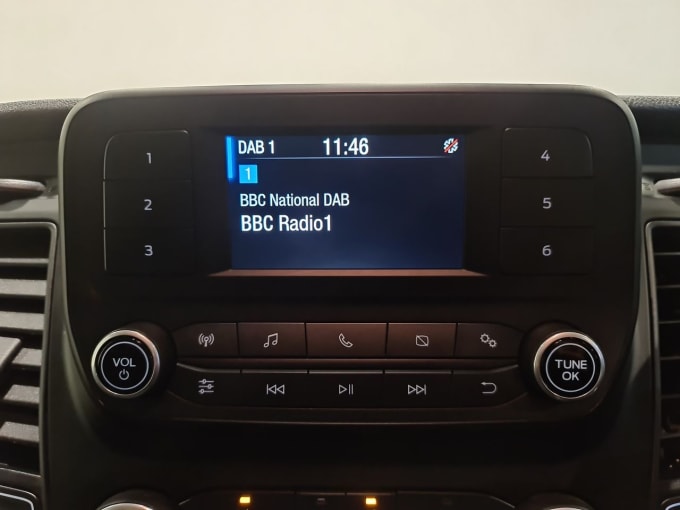 DAB 1 11:46
1
BBC National DAB
BBC Radio1
1
2
3
4
5
6
VOL
TUNE
OK